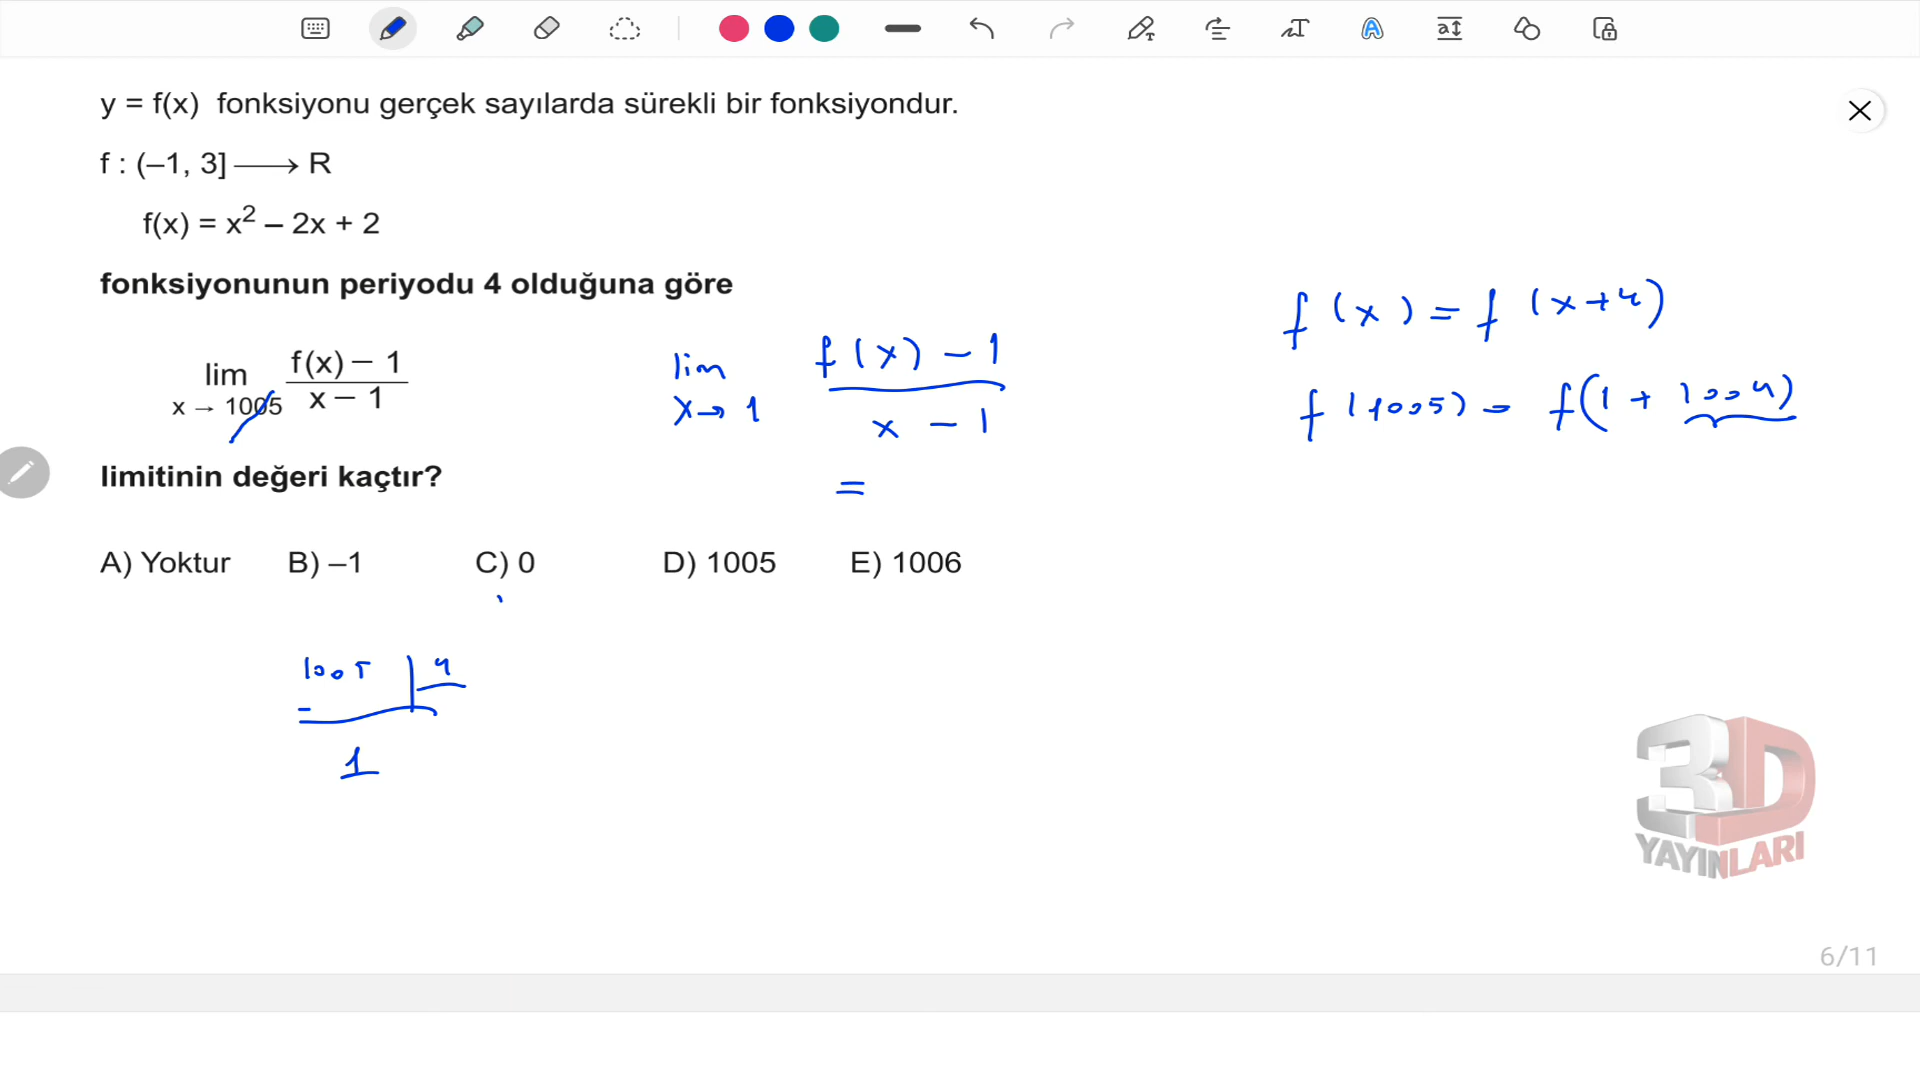 y = f(x) fonksiyonu gerçek sayılarda sürekli bir fonksiyondur.
f : (–1, 3] ⟶ R
f(x) = x² – 2x + 2
fonksiyonunun periyodu 4 olduğuna göre
lim x → 1005 f(x) – 1 / x – 1
limitinin değeri kaçtır?
A) Yoktur B) –1 C) 0 D) 1005 E) 1006
lim x → 1 f(x) – 1 / x – 1
=
f(x) = f(x+4)
f(1005) = f(1 + 1004)
1005 | 4
–
1
3D
YAYINLARI
6/11